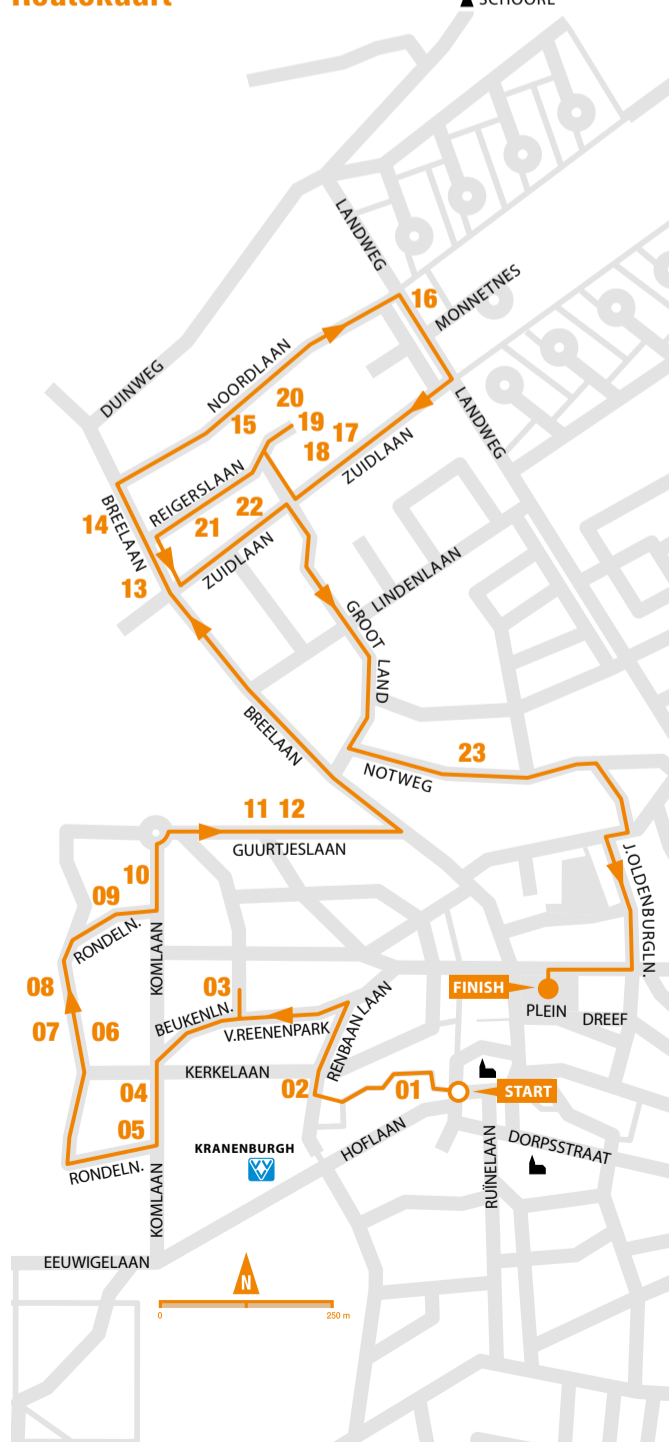 Routekaart
SCHOORL
LANDWEG
16
MONNETNES
NOORDLAAN
DUINWEG
20
15
19
17
18
LANDWEG
ZUIDLAAN
REIGERSLAAN
14
BREELAAN
22
21
ZUIDLAAN
13
LINDENLAAN
GROOT
LAND
BREELAAN
23
NOTWEG
11 12
GUURTJESLAAN
J.OLDENBURGLN.
10
09
RONDELN.
KOMLAAN
08
03
FINISH
PLEIN
DREEF
BEUKENLN.
V.REENENPARK
RENBAAN LAAN
07
06
KERKELAAN
02
01
START
04
05
KRANENBURGH
VVV
HOFLAAN
DORPSSTRAAT
RUÏNELAAN
RONDELN.
KOMLAAN
EEUWIGELAAN
N
0
250 m